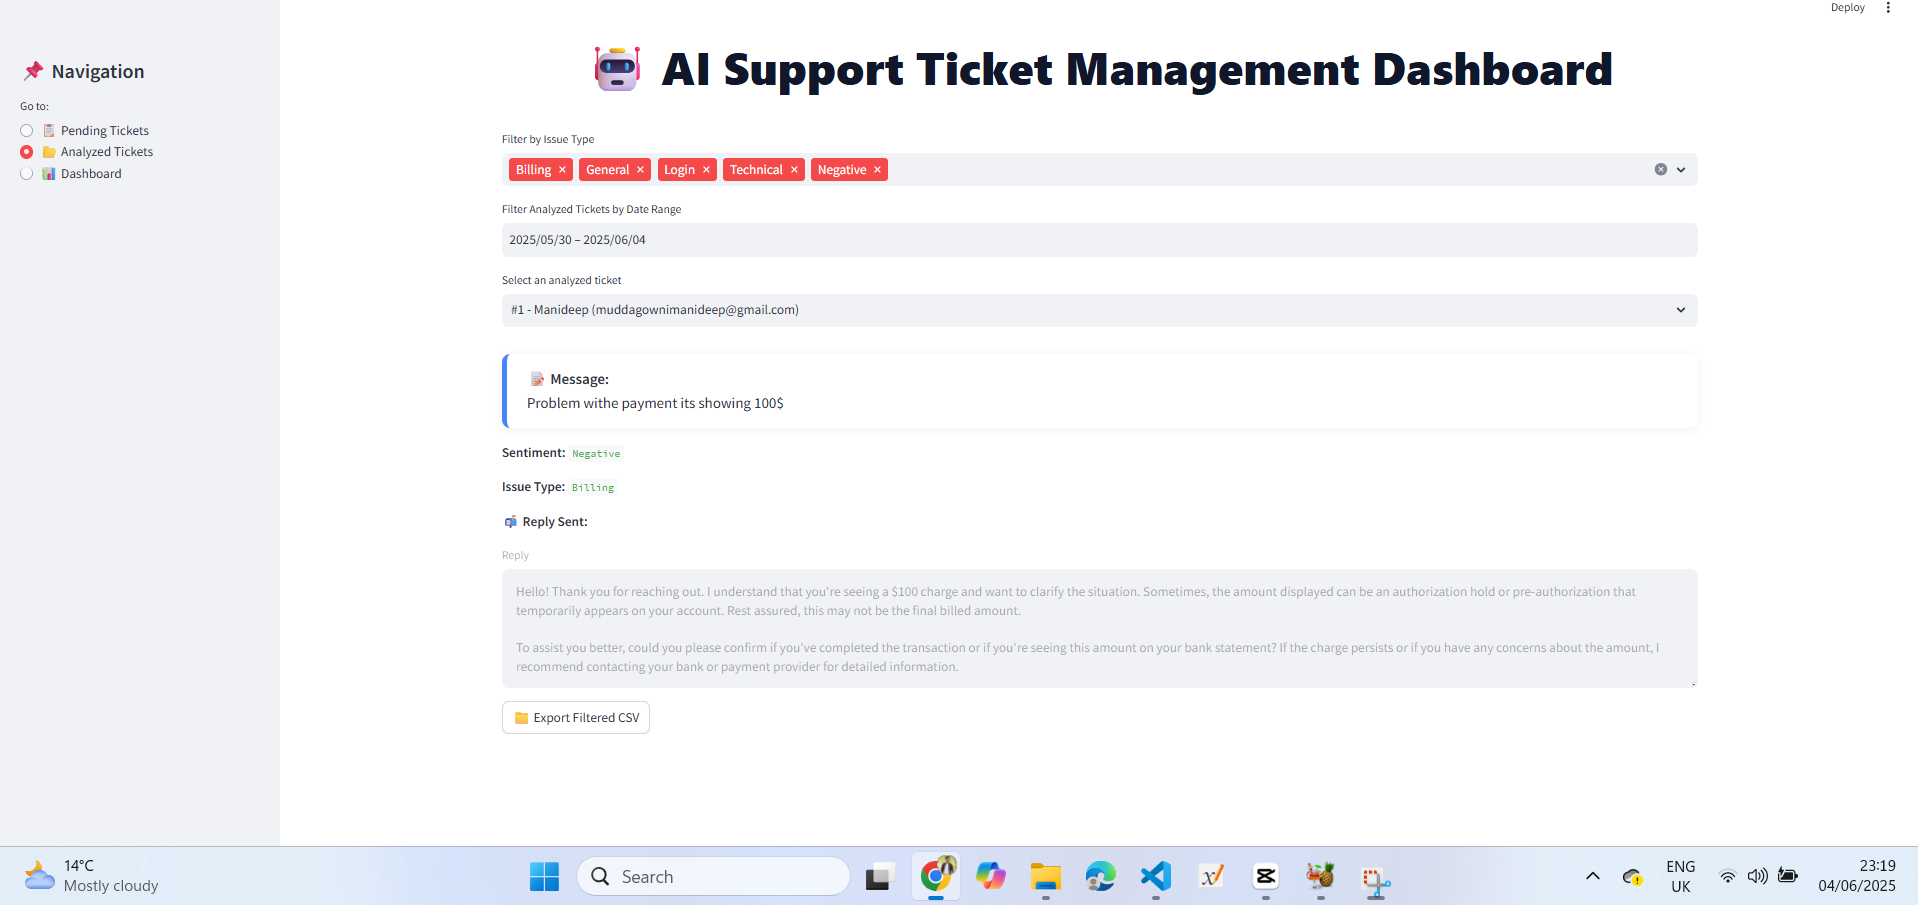 Deploy
Navigation
Go to:
Pending Tickets
Analyzed Tickets
Dashboard
AI Support Ticket Management Dashboard
Filter by Issue Type
Billing × General × Login × Technical × Negative ×
Filter Analyzed Tickets by Date Range
2025/05/30 – 2025/06/04
Select an analyzed ticket
#1 - Manideep (muddagownimanideep@gmail.com)
Message:
Problem withe payment its showing 100$
Sentiment: Negative
Issue Type: Billing
Reply Sent:
Reply
Hello! Thank you for reaching out. I understand that you're seeing a $100 charge and want to clarify the situation. Sometimes, the amount displayed can be an authorization hold or pre-authorization that
temporarily appears on your account. Rest assured, this may not be the final billed amount.
To assist you better, could you please confirm if you've completed the transaction or if you're seeing this amount on your bank statement? If the charge persists or if you have any concerns about the amount, I
recommend contacting your bank or payment provider for detailed information.
Export Filtered CSV
14°C
Mostly cloudy
Search
ENG
UK
23:19
04/06/2025